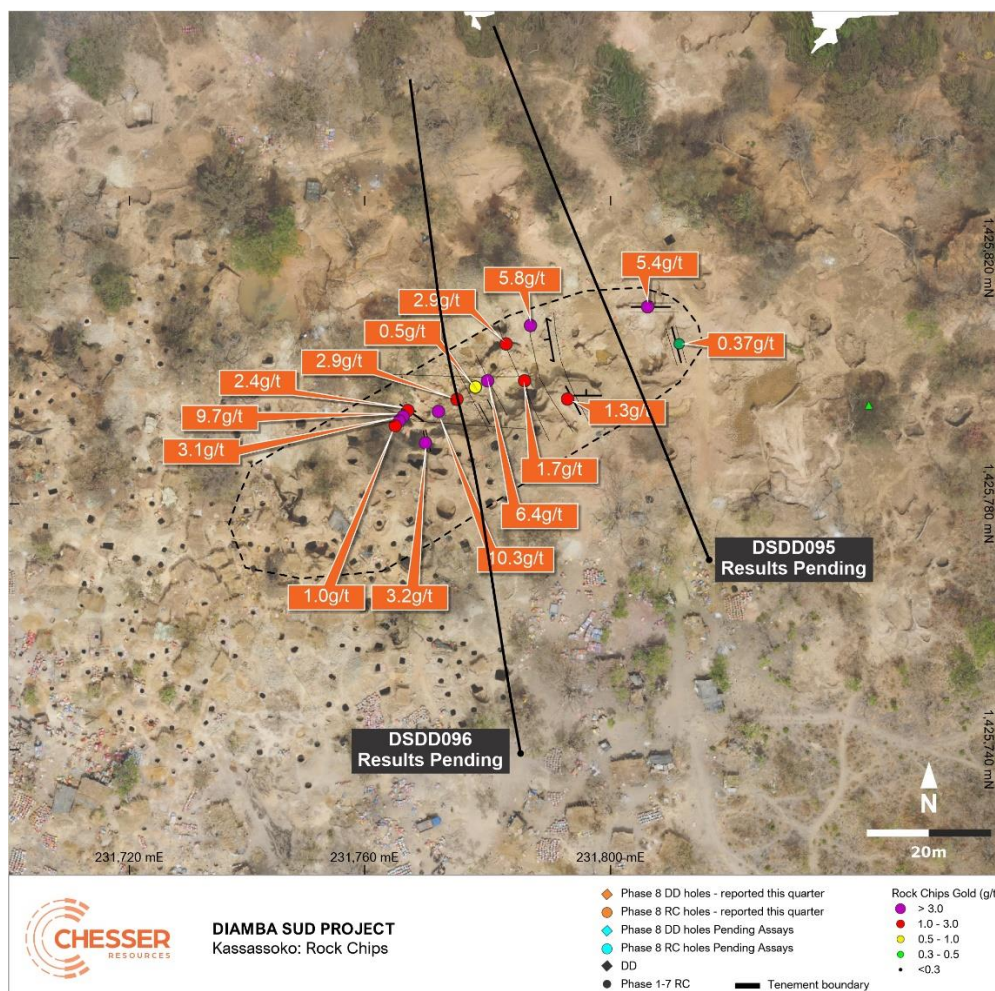 1,425,820 mN
5.4g/t
5.8g/t
2.9g/t
0.5g/t
0.37g/t
2.9g/t
2.4g/t
9.7g/t
1.3g/t
3.1g/t
1.7g/t
1,425,780 mN
6.4g/t
10.3g/t
DSDD095
Results Pending
1.0g/t
3.2g/t
1,425,740 mN
DSDD096
Results Pending
N
20m
231,720 mE
231,760 mE
231,800 mE
CHESSER
RESOURCES
DIAMBA SUD PROJECT
Kassassoko: Rock Chips
Phase 8 DD holes - reported this quarter
Phase 8 RC holes - reported this quarter
Phase 8 DD holes Pending Assays
Phase 8 RC holes Pending Assays
DD
Phase 1-7 RC
Tenement boundary
Rock Chips Gold (g/t
> 3.0
1.0 - 3.0
0.5 - 1.0
0.3 - 0.5
<0.3